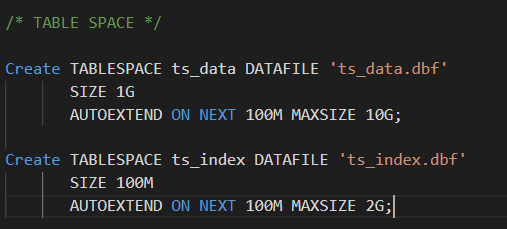 /* TABLE SPACE */
Create TABLESPACE ts_data DATAFILE 'ts_data.dbf'
SIZE 1G
AUTOEXTEND ON NEXT 100M MAXSIZE 10G;
Create TABLESPACE ts_index DATAFILE 'ts_index.dbf'
SIZE 100M
AUTOEXTEND ON NEXT 100M MAXSIZE 2G;